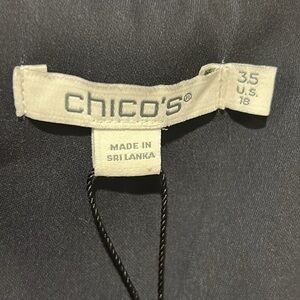 chico's®
3.5
U.S.
18
MADE IN
SRI LANKA